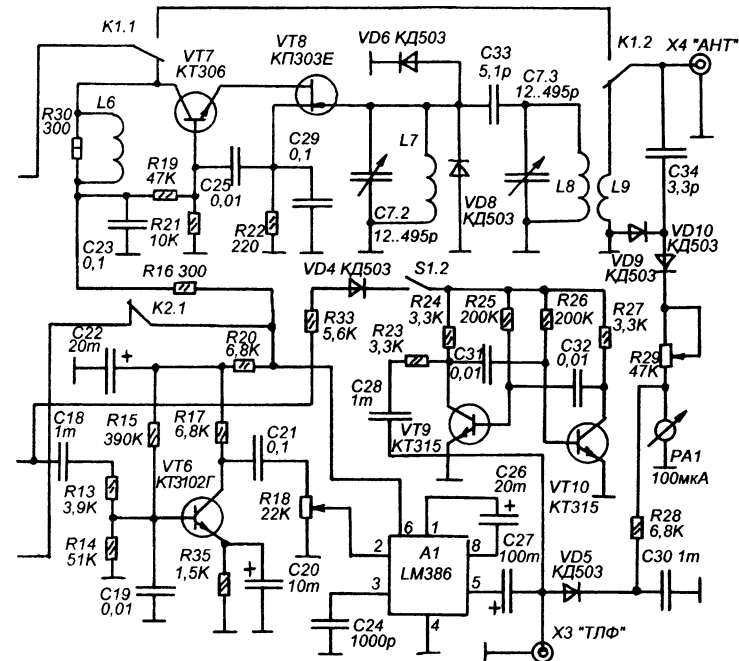 K1.1
VT7
КТ306
VT8
КП303Е
VD6 КД503
C33
5,1p
C7.3
12..495p
K1.2
X4 "АНТ"
R30
300
L6
R19
47K
C25
0,01
C29
0,1
L7
L8
L9
C34
3,3p
C23
0,1
R21
10K
R22
220
C7.2
12..495p
VD8
КД503
VD10
КД503
VD9
КД503
R16 300
VD4 КД503
S1.2
K2.1
R33
5,6K
R24
3,3K
R25
200K
R26
200K
R27
3,3K
C22
20m
+
R20
6,8K
R23
3,3K
C31
0,01
C32
0,01
R29
47K
C18
1m
R15
390K
R17
6,8K
C21
0,1
C28
1m
VT9
КТ315
PA1
100мкА
R13
3,9K
VT6
КТ3102Г
R18
22K
C26
20m
+
VT10
КТ315
R14
51K
R35
1,5K
6
1
2
A1
LM386
8
C27
100m
R28
6,8K
C19
0,01
+
C20
10m
3
5
+
VD5
КД503
C30 1m
C24
1000p
4
X3 "ТЛФ"